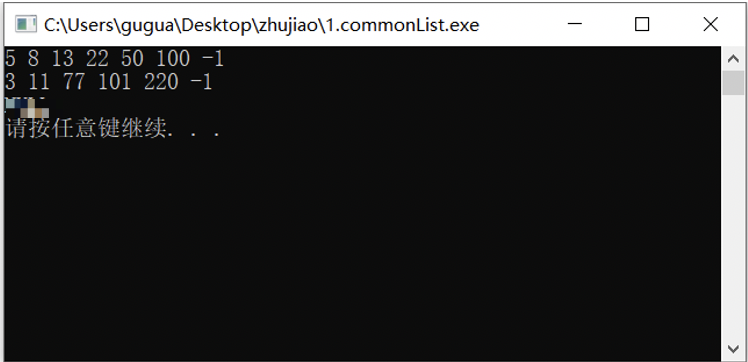 C:\Users\gugua\Desktop\zhujiao\1.commonList.exe
5 8 13 22 50 100 -1
3 11 77 101 220 -1
请按任意键继续. . .